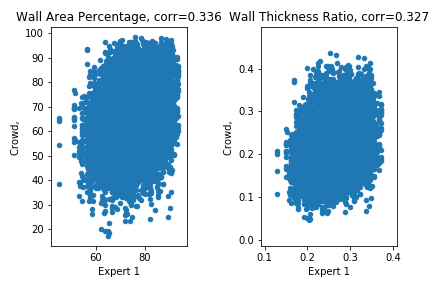 Wall Area Percentage, corr=0.336
Crowd,
100
90
80
70
60
50
40
30
20
60 80
Expert 1
Wall Thickness Ratio, corr=0.327
Crowd,
0.4
0.3
0.2
0.1
0.0
0.1 0.2 0.3 0.4
Expert 1